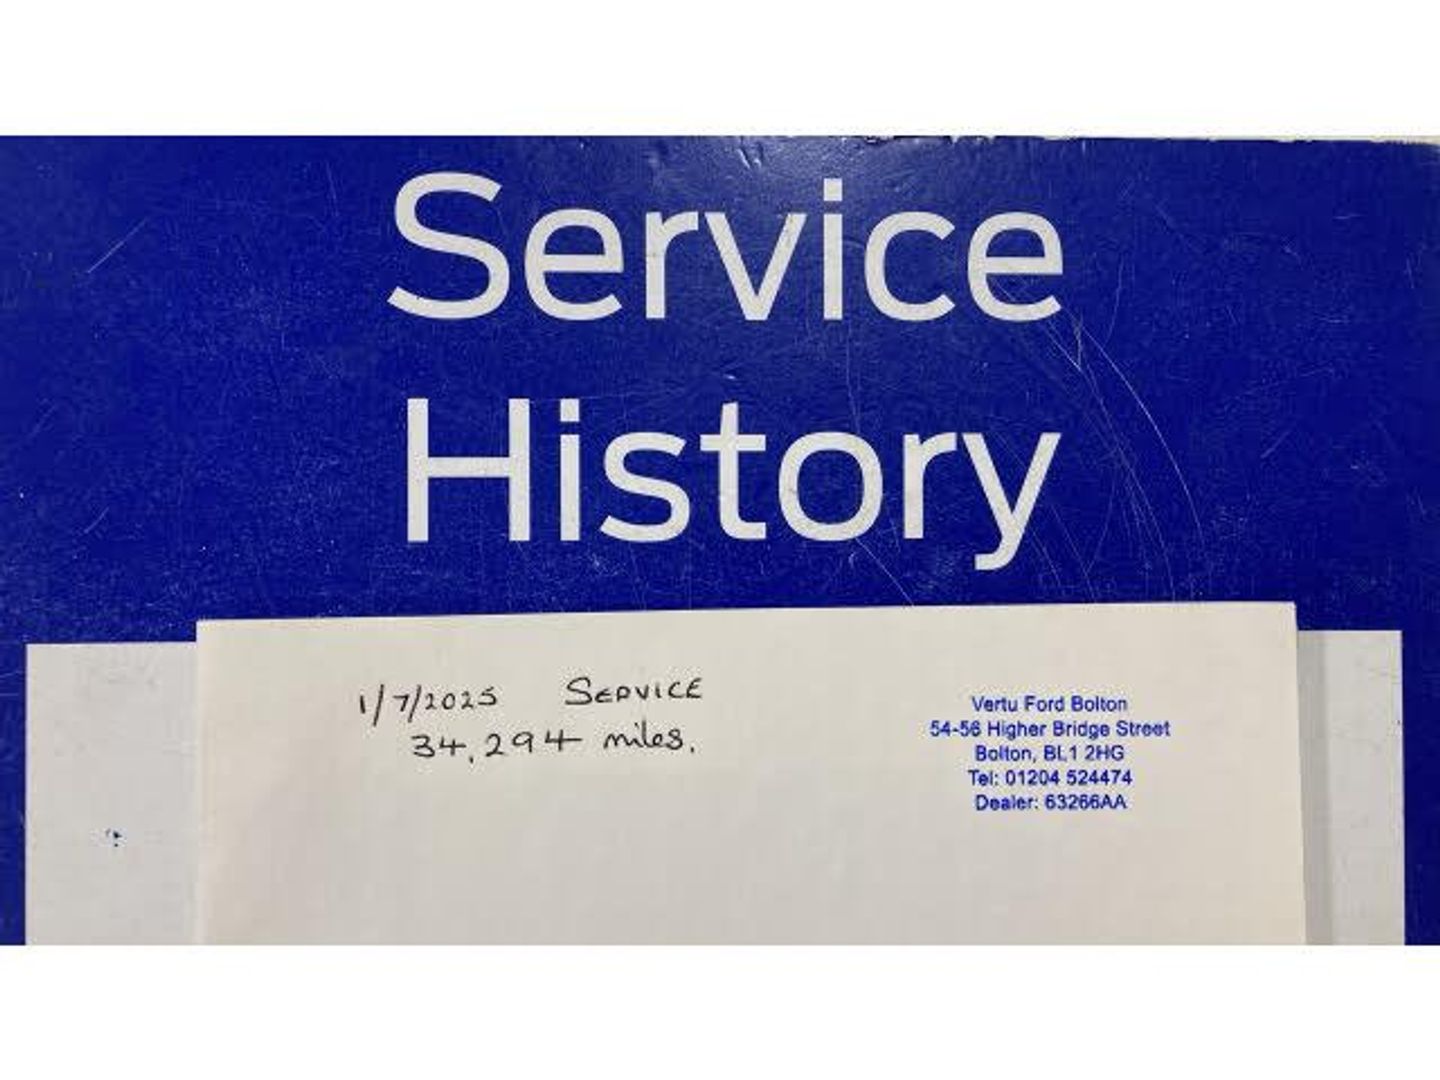 Service
History
1/7/2025 SERVICE
34,294 miles.
Vertu Ford Bolton
54-56 Higher Bridge Street
Bolton, BL1 2HG
Tel: 01204 524474
Dealer: 63266AA